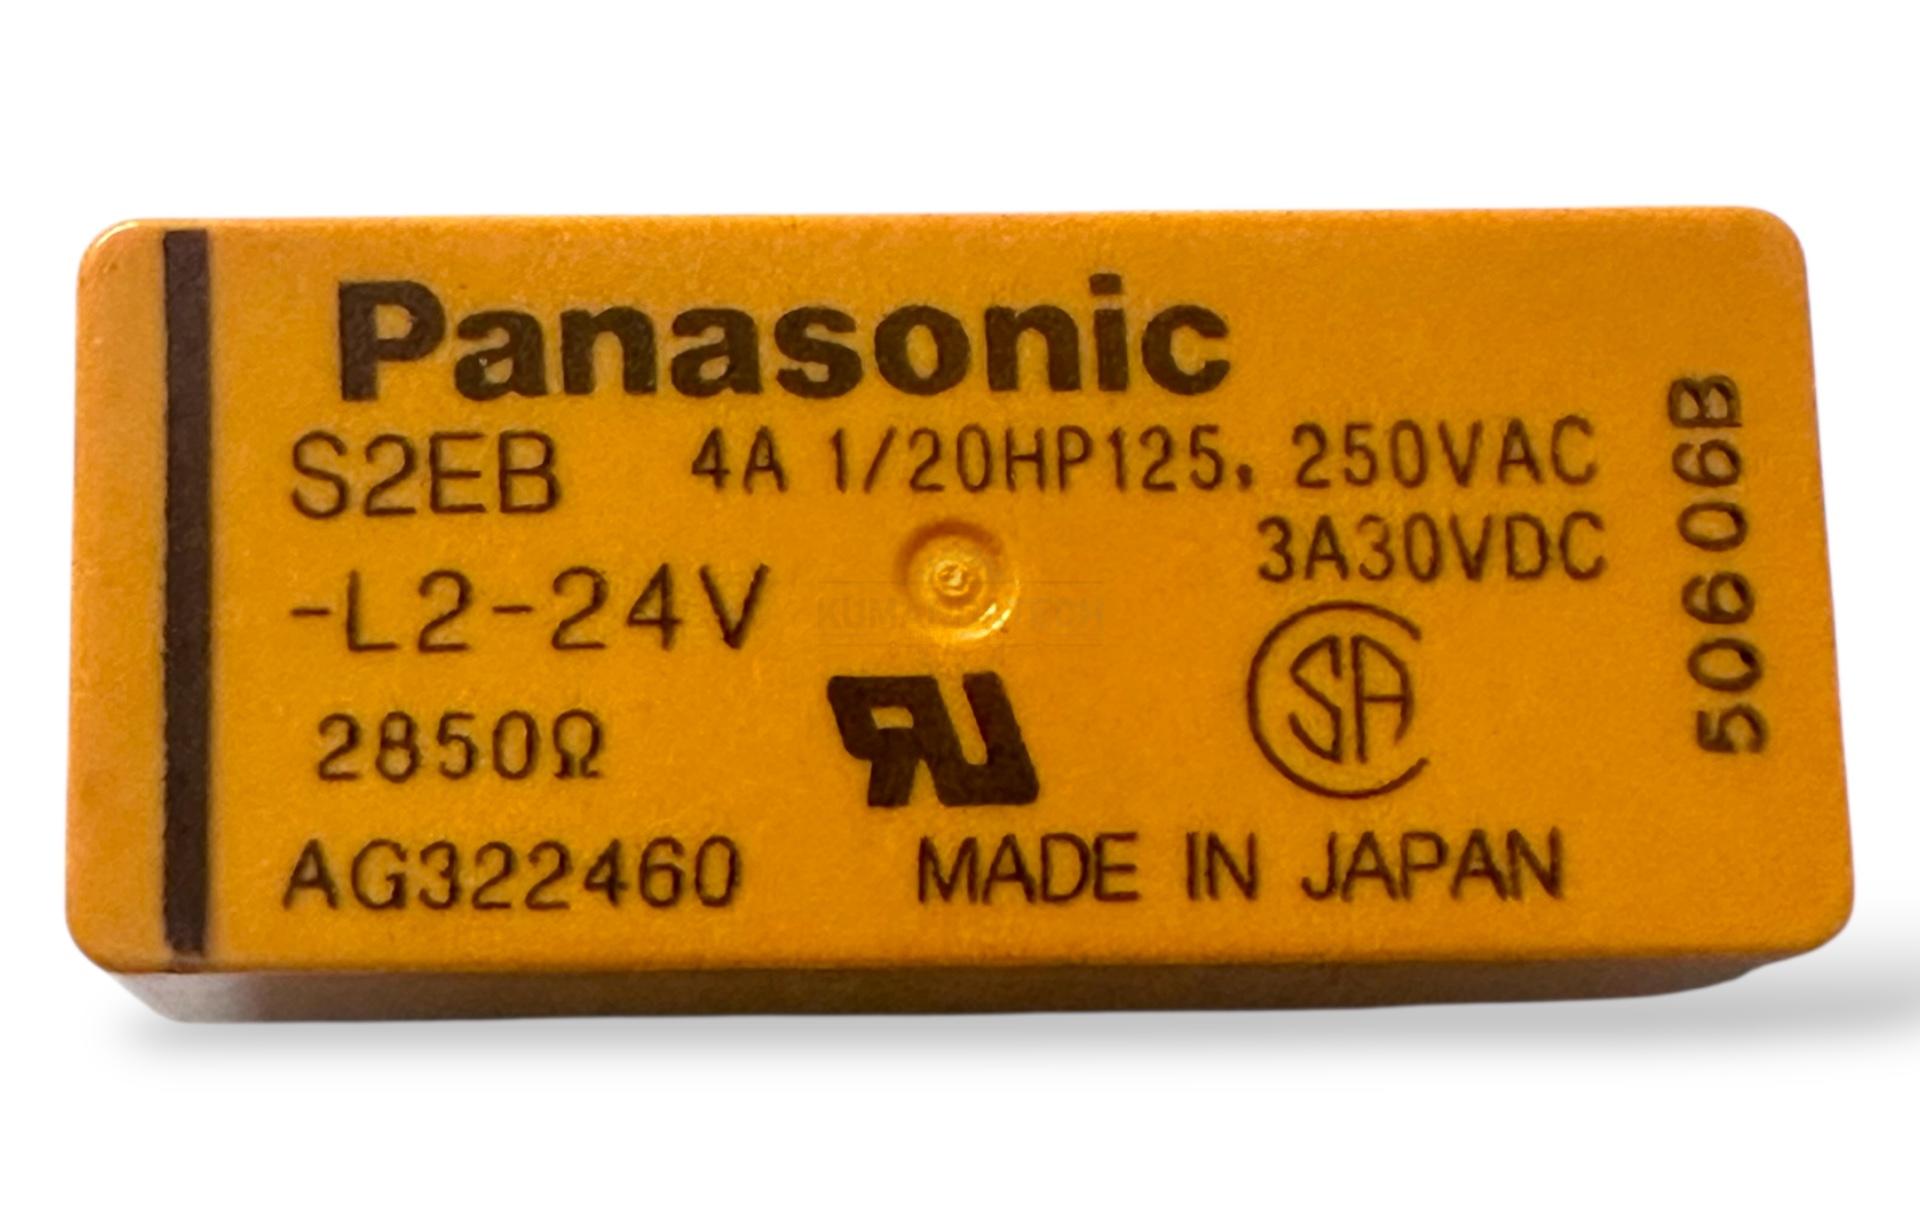 Panasonic
S2EB 4A 1/20HP125, 250VAC
3A30VDC
-L2-24V
2850Ω
AG322460 MADE IN JAPAN
50606B